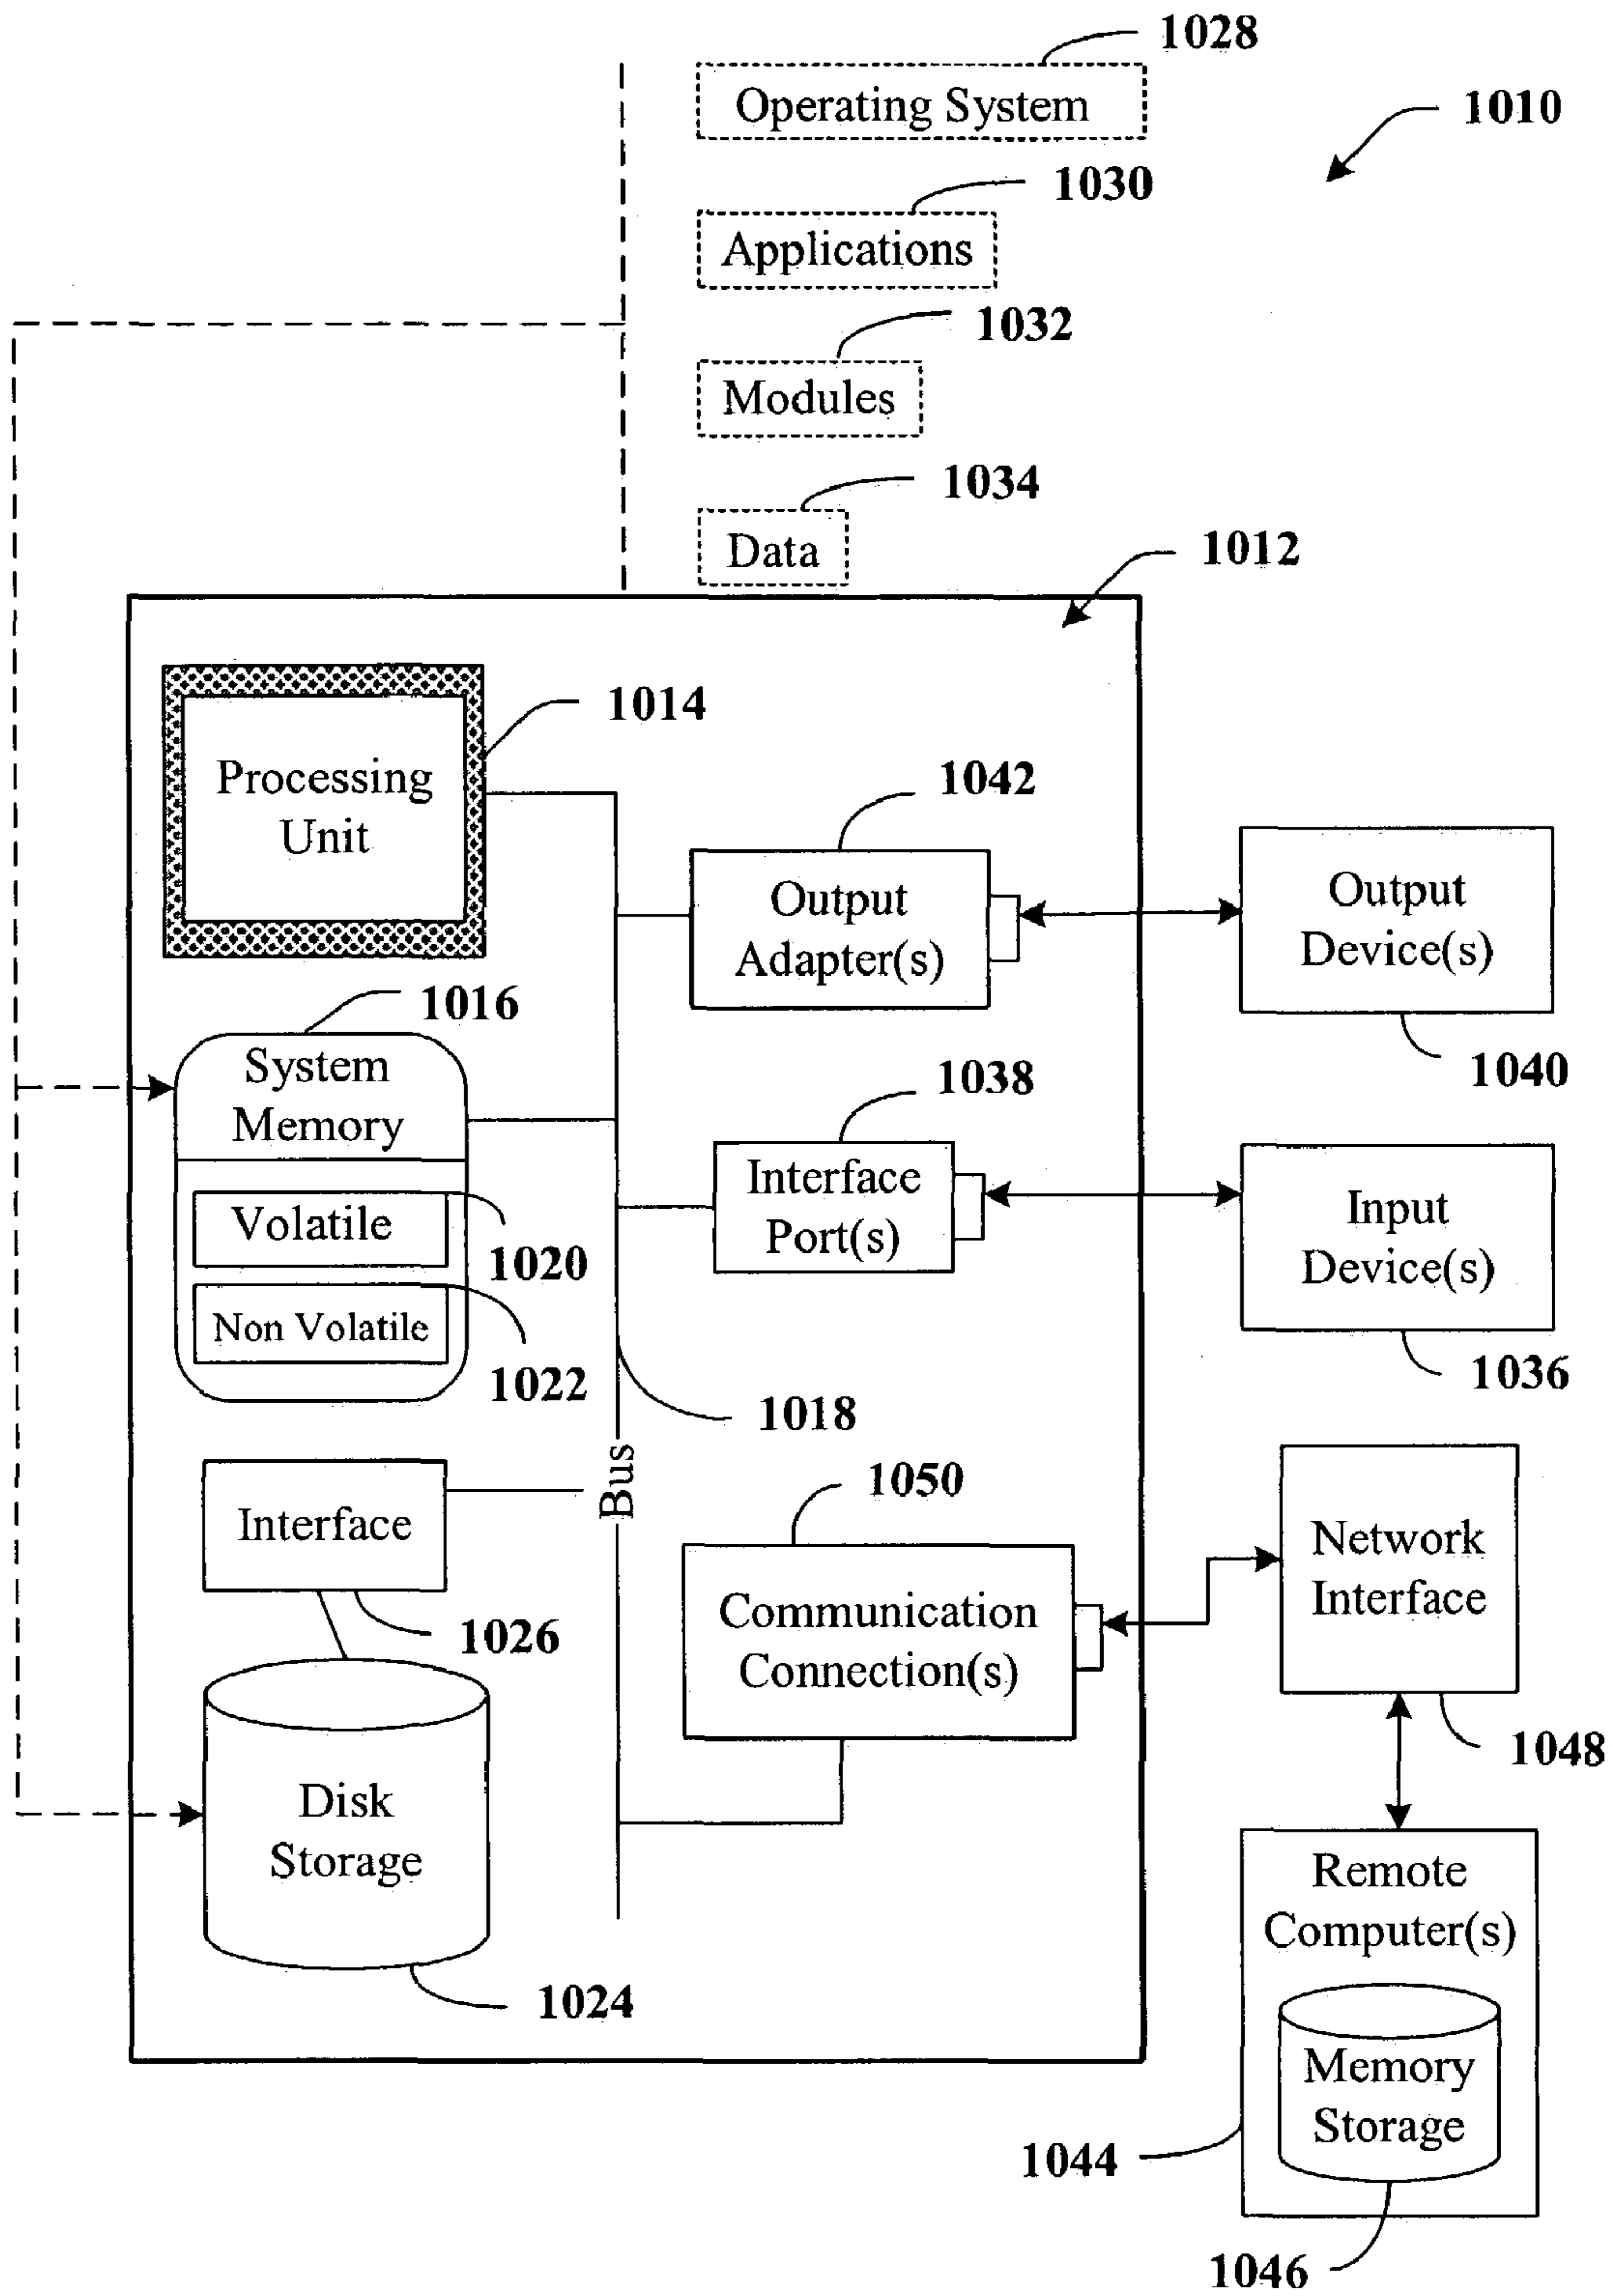 1028
Operating System
1010
1030
Applications
1032
Modules
1034
Data
1012
1014
Processing
Unit
1042
Output
Adapter(s)
Output
Device(s)
1040
1016
System
Memory
1038
Interface
Port(s)
Input
Device(s)
1036
Volatile
1020
Non Volatile
1022
1018
Bus
Interface
1026
1050
Communication
Connection(s)
Network
Interface
1048
Disk
Storage
1024
Remote
Computer(s)
Memory
Storage
1044
1046